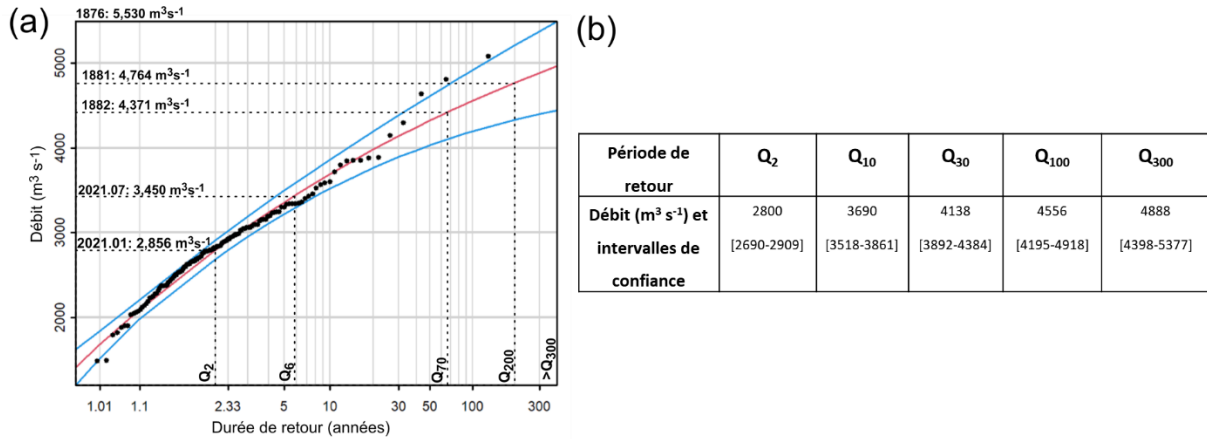 (a)
1876: 5,530 m³s⁻¹
5000
1881: 4,764 m³s⁻¹
1882: 4,371 m³s⁻¹
4000
2021.07: 3,450 m³s⁻¹
3000
2021.01: 2,856 m³s⁻¹
2000
Débit (m³ s⁻¹)
Q₂
Q₆
Q₇₀
Q₂₀₀
>Q₃₀₀
1.01 1.1 2.33 5 10 30 50 100 300
Durée de retour (années)
(b)
Période de retour Q₂ Q₁₀ Q₃₀ Q₁₀₀ Q₃₀₀
Débit (m³ s⁻¹) et intervalles de confiance
2800 3690 4138 4556 4888
[2690-2909] [3518-3861] [3892-4384] [4195-4918] [4398-5377]